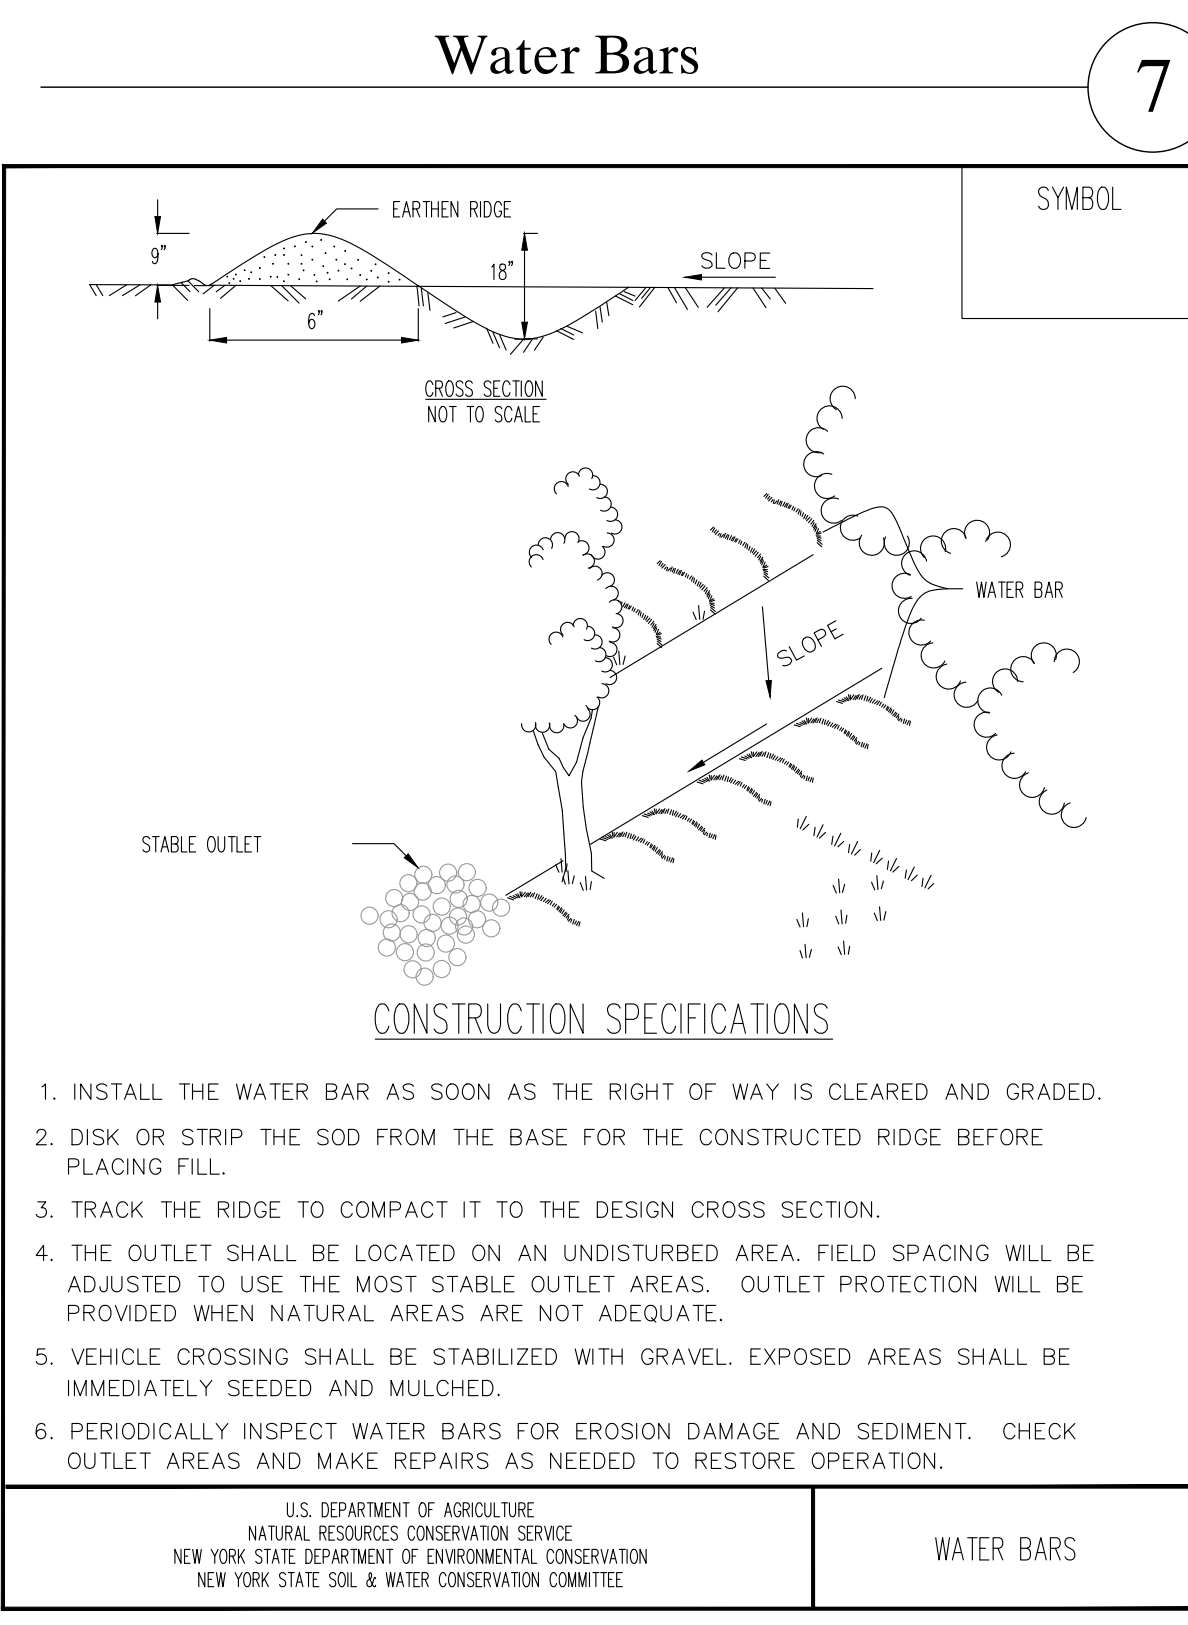 Water Bars
7
SYMBOL
EARTHEN RIDGE
9"
18"
SLOPE
6"
CROSS SECTION
NOT TO SCALE
WATER BAR
SLOPE
STABLE OUTLET
CONSTRUCTION SPECIFICATIONS
1. INSTALL THE WATER BAR AS SOON AS THE RIGHT OF WAY IS CLEARED AND GRADED.
2. DISK OR STRIP THE SOD FROM THE BASE FOR THE CONSTRUCTED RIDGE BEFORE
PLACING FILL.
3. TRACK THE RIDGE TO COMPACT IT TO THE DESIGN CROSS SECTION.
4. THE OUTLET SHALL BE LOCATED ON AN UNDISTURBED AREA. FIELD SPACING WILL BE
ADJUSTED TO USE THE MOST STABLE OUTLET AREAS. OUTLET PROTECTION WILL BE
PROVIDED WHEN NATURAL AREAS ARE NOT ADEQUATE.
5. VEHICLE CROSSING SHALL BE STABILIZED WITH GRAVEL. EXPOSED AREAS SHALL BE
IMMEDIATELY SEEDED AND MULCHED.
6. PERIODICALLY INSPECT WATER BARS FOR EROSION DAMAGE AND SEDIMENT. CHECK
OUTLET AREAS AND MAKE REPAIRS AS NEEDED TO RESTORE OPERATION.
U.S. DEPARTMENT OF AGRICULTURE
NATURAL RESOURCES CONSERVATION SERVICE
NEW YORK STATE DEPARTMENT OF ENVIRONMENTAL CONSERVATION
NEW YORK STATE SOIL & WATER CONSERVATION COMMITTEE
WATER BARS